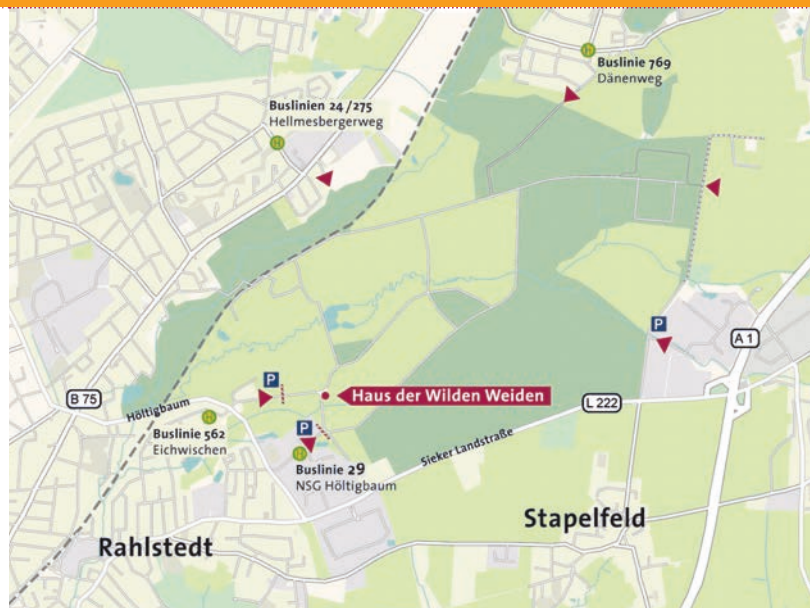 H
Buslinie 769
Dänenweg
Buslinien 24/275
Hellmesbergerweg
H
P
A 1
P
Haus der Wilden Weiden
B 75
Höltigbaum
L 222
H
P
Buslinie 562
Eichwischen
Sieker Landstraße
H
Buslinie 29
NSG Höltigbaum
Stapelfeld
Rahlstedt